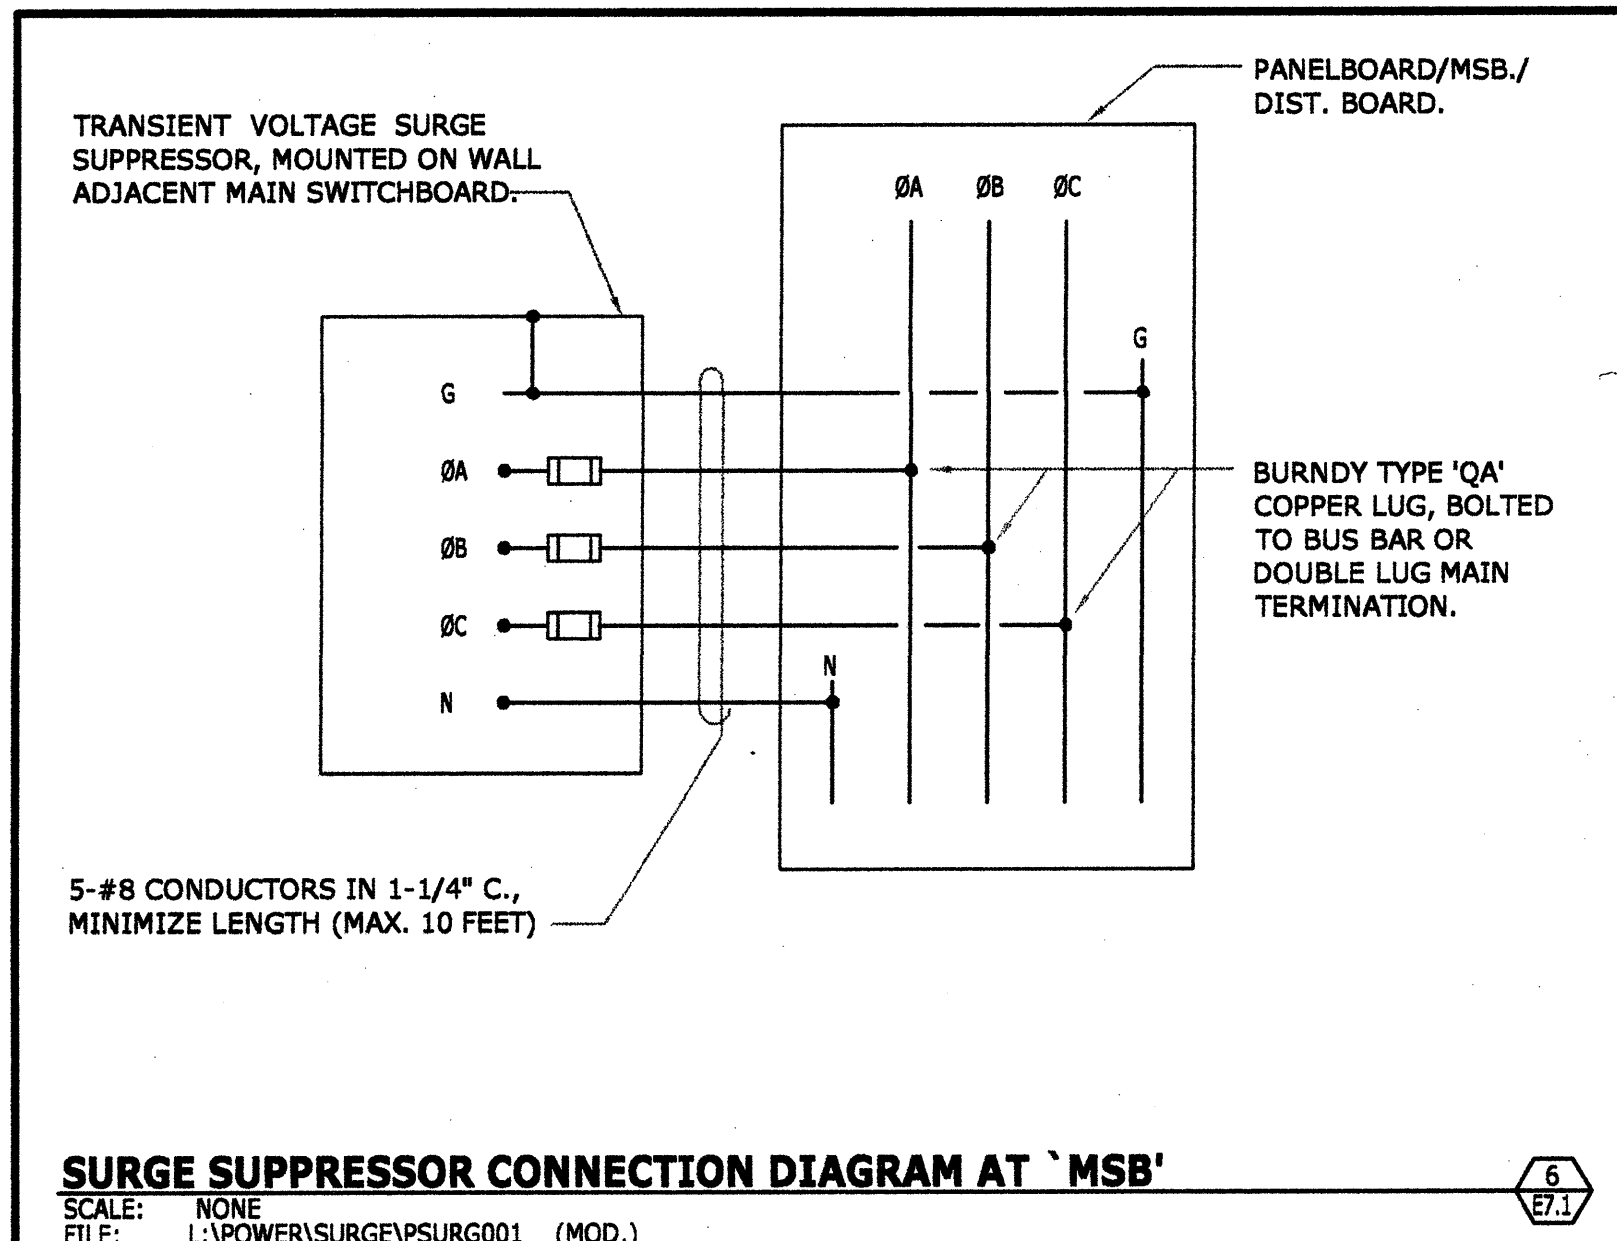 PANELBOARD/MSB./
DIST. BOARD.
TRANSIENT VOLTAGE SURGE
SUPPRESSOR, MOUNTED ON WALL
ADJACENT MAIN SWITCHBOARD.
ØA ØB ØC
G
G
ØA
ØB
ØC
N
N
BURNDY TYPE 'QA'
COPPER LUG, BOLTED
TO BUS BAR OR
DOUBLE LUG MAIN
TERMINATION.
5-#8 CONDUCTORS IN 1-1/4" C.,
MINIMIZE LENGTH (MAX. 10 FEET)
SURGE SUPPRESSOR CONNECTION DIAGRAM AT `MSB'
6
E7.1
SCALE: NONE
FILE: L:\POWER\SURGE\PSURG001 (MOD.)